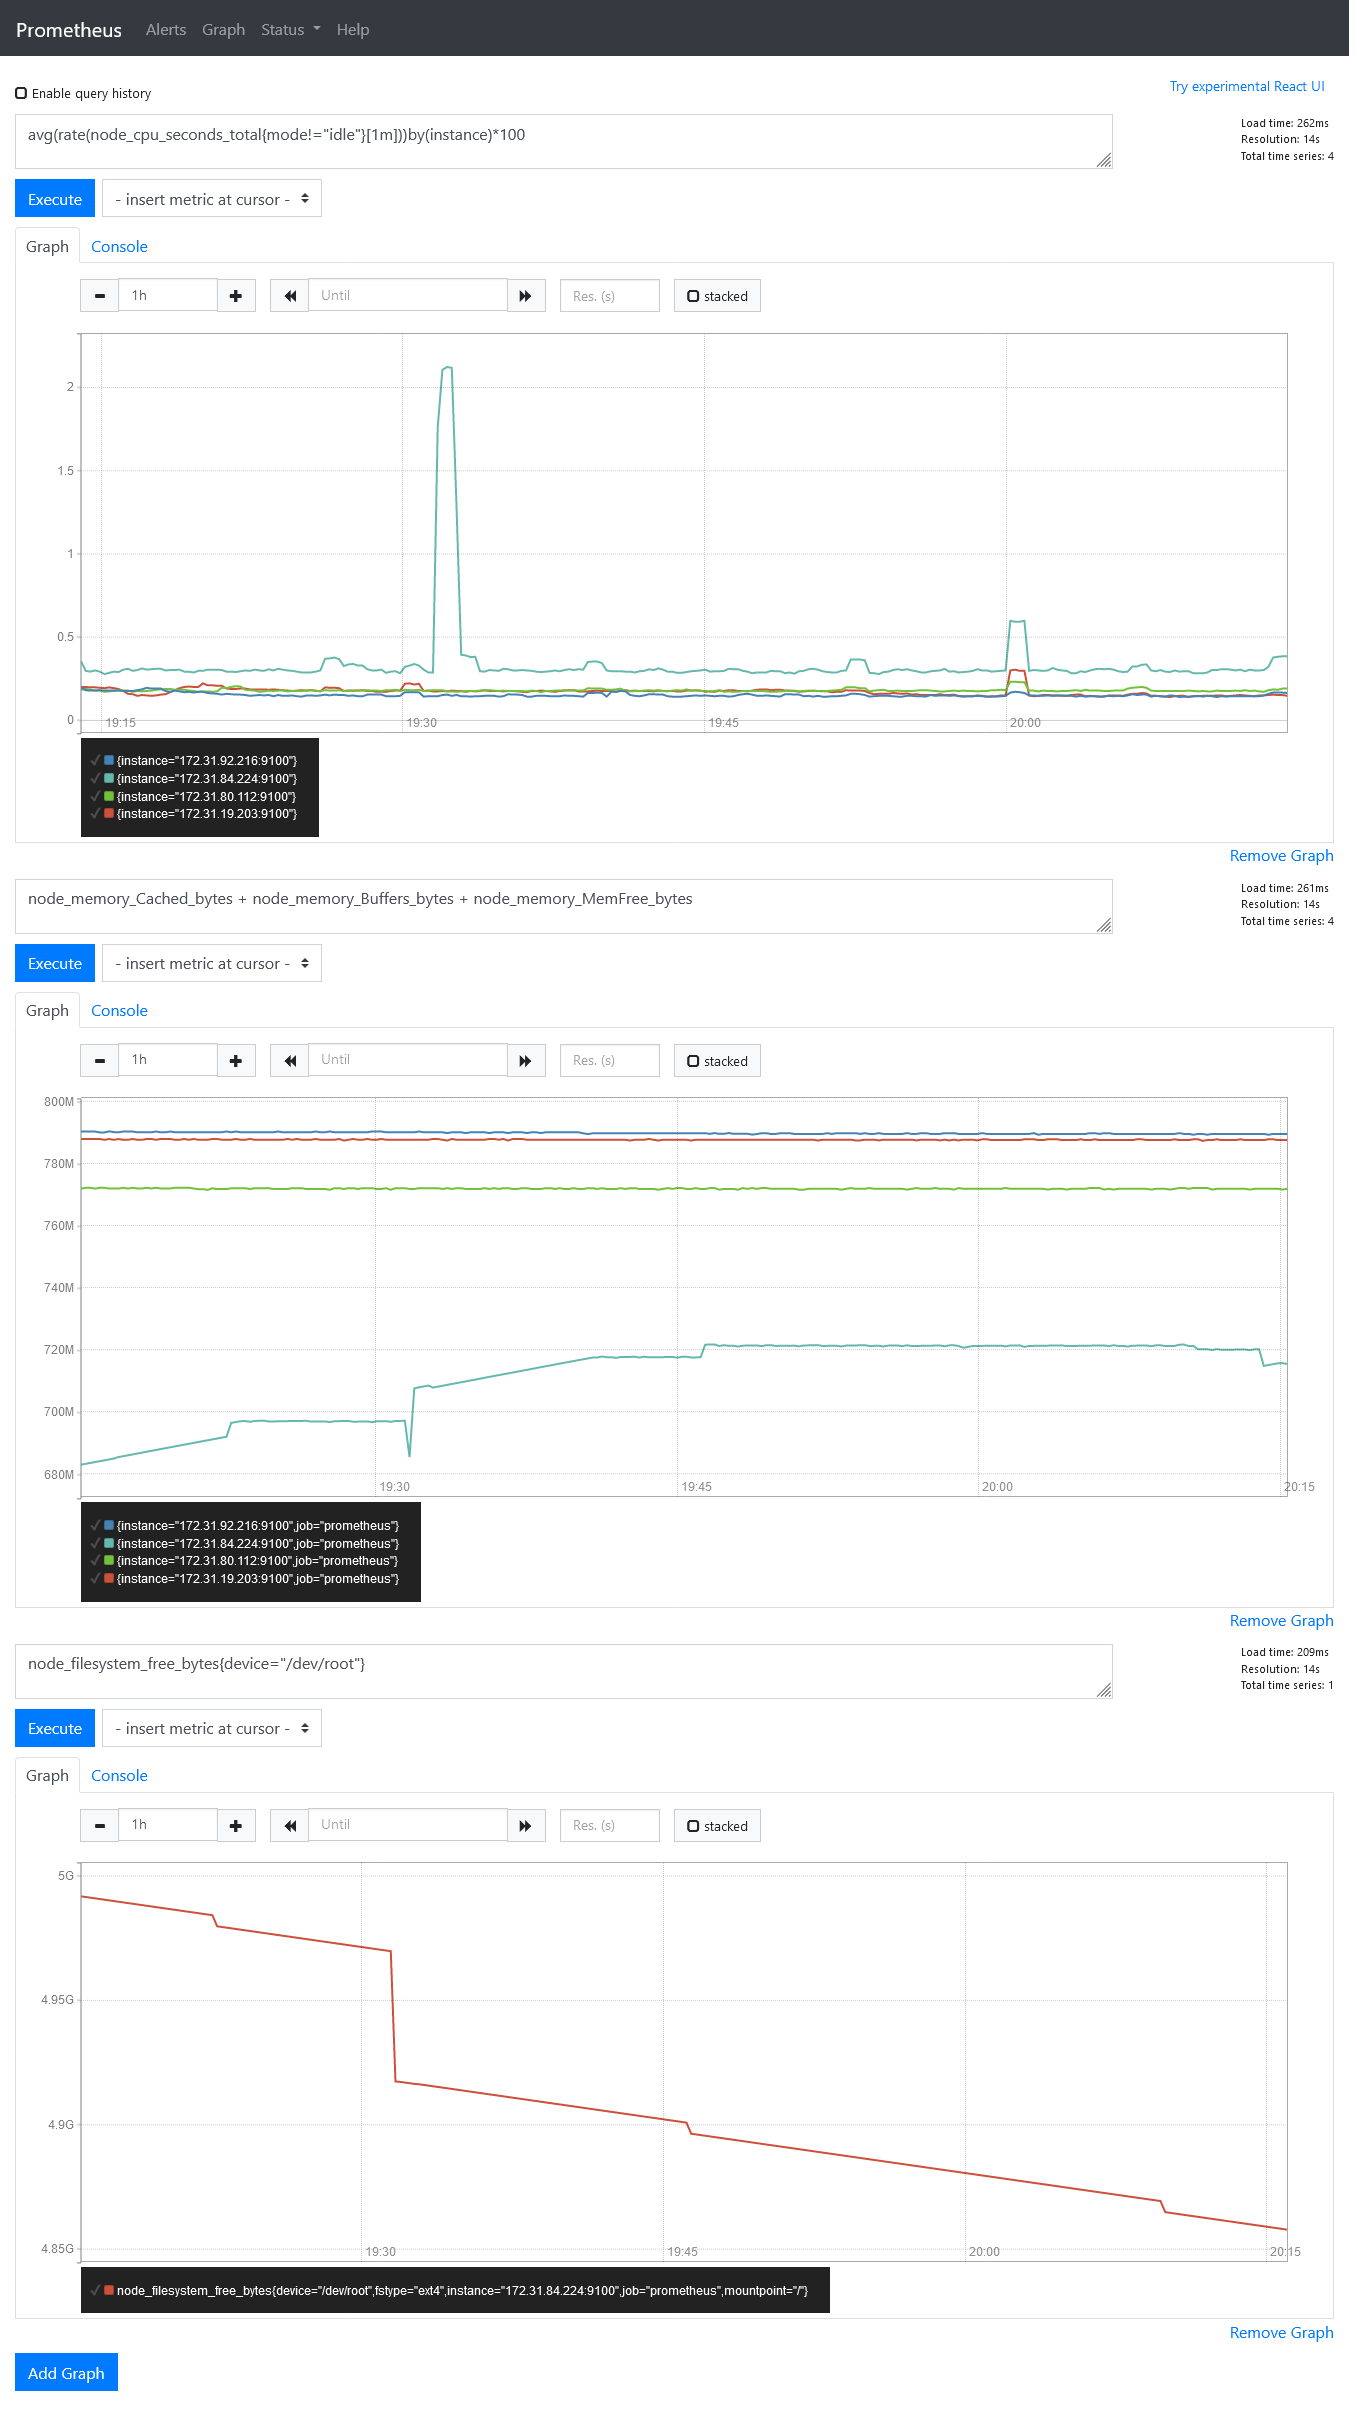 Prometheus Alerts Graph Status Help
Enable query history
Try experimental React UI
avg(rate(node_cpu_seconds_total{mode!="idle"}[1m]))by(instance)*100
Load time: 262ms
Resolution: 14s
Total time series: 4
Execute - insert metric at cursor -
Graph Console
1h Until Res. (s) stacked
2
1.5
1
0.5
0
19:15 19:30 19:45 20:00
{instance="172.31.92.216:9100"}
{instance="172.31.84.224:9100"}
{instance="172.31.80.112:9100"}
{instance="172.31.19.203:9100"}
Remove Graph
node_memory_Cached_bytes + node_memory_Buffers_bytes + node_memory_MemFree_bytes
Load time: 261ms
Resolution: 14s
Total time series: 4
Execute - insert metric at cursor -
Graph Console
1h Until Res. (s) stacked
800M
780M
760M
740M
720M
700M
680M
19:30 19:45 20:00 20:15
{instance="172.31.92.216:9100",job="prometheus"}
{instance="172.31.84.224:9100",job="prometheus"}
{instance="172.31.80.112:9100",job="prometheus"}
{instance="172.31.19.203:9100",job="prometheus"}
Remove Graph
node_filesystem_free_bytes{device="/dev/root"}
Load time: 209ms
Resolution: 14s
Total time series: 1
Execute - insert metric at cursor -
Graph Console
1h Until Res. (s) stacked
5G
4.95G
4.9G
4.85G
19:30 19:45 20:00 20:15
node_filesystem_free_bytes{device="/dev/root",fstype="ext4",instance="172.31.84.224:9100",job="prometheus",mountpoint="/"}
Remove Graph
Add Graph